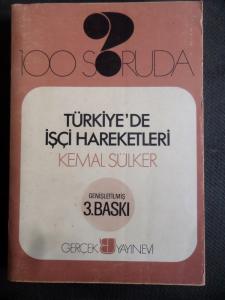 100 SORUDA
TÜRKİYE'DE
İŞÇİ HAREKETLERİ
KEMAL SÜLKER
GENİŞLETİLMİŞ
3.BASKI
GERÇEK YAYINEVİ